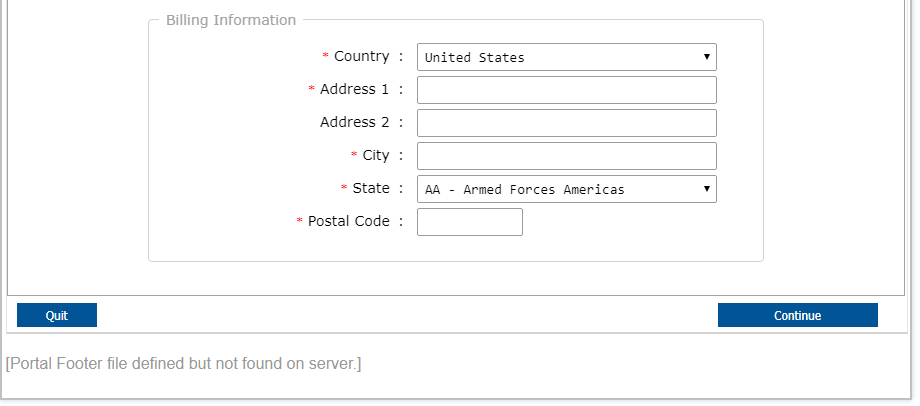 Billing Information
* Country : United States
* Address 1 :
Address 2 :
* City :
* State : AA - Armed Forces Americas
* Postal Code :
Quit Continue
[Portal Footer file defined but not found on server.]